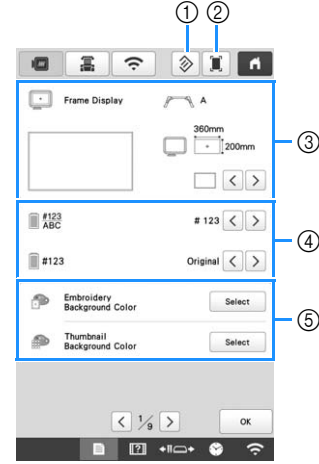 ① ②
Frame Display A
360mm
200mm
③
#123
ABC
# 123
④
#123 Original
Embroidery
Background Color
Select
⑤
Thumbnail
Background Color
Select
1/9 OK